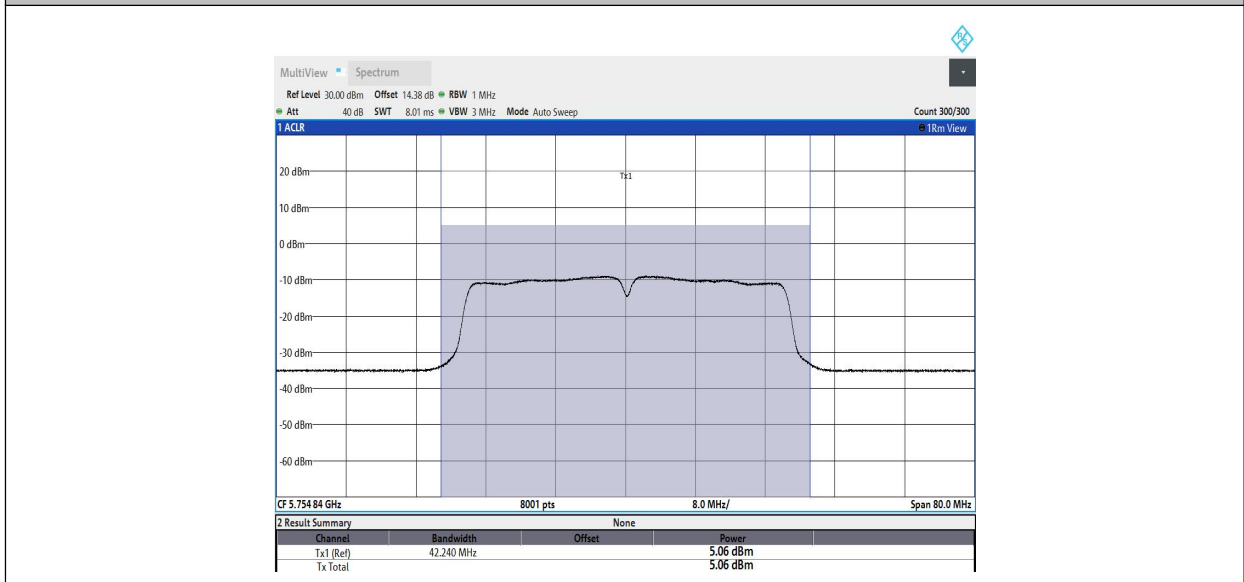 R S
MultiView Spectrum
Ref Level 30.00 dBm Offset 14.38 dB RBW 1 MHz
Att 40 dB SWT 8.01 ms VBW 3 MHz Mode Auto Sweep Count 300/300
1 ACLR 1Rm View
20 dBm
Tx1
10 dBm
0 dBm
-10 dBm
-20 dBm
-30 dBm
-40 dBm
-50 dBm
-60 dBm
CF 5.754 84 GHz 8001 pts 8.0 MHz/ Span 80.0 MHz
2 Result Summary None
Channel Bandwidth Offset Power
Tx1 (Ref) 42.240 MHz 5.06 dBm
Tx Total 5.06 dBm